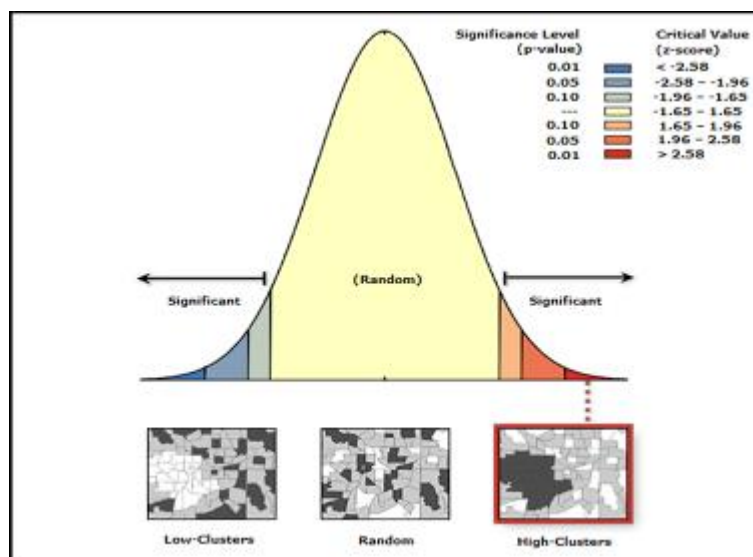 Significance Level (p-value)
Critical Value (z-score)
0.01 < -2.58
0.05 -2.58 – -1.96
0.10 -1.96 – -1.65
--- -1.65 – 1.65
0.10 1.65 – 1.96
0.05 1.96 – 2.58
0.01 > 2.58
(Random)
Significant
Significant
Low-Clusters
Random
High-Clusters